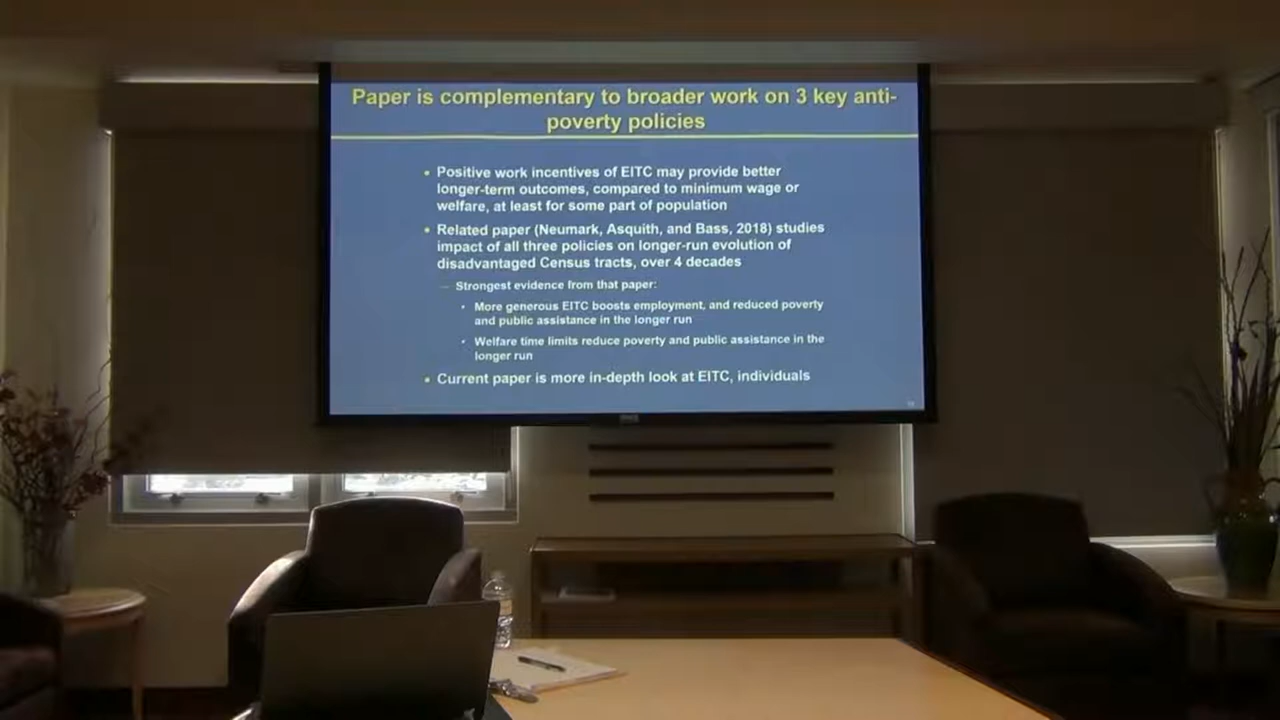 Paper is complementary to broader work on 3 key anti-
poverty policies
• Positive work incentives of EITC may provide better
longer-term outcomes, compared to minimum wage or
welfare, at least for some part of population
• Related paper (Neumark, Asquith, and Bass, 2018) studies
impact of all three policies on longer-run evolution of
disadvantaged Census tracts, over 4 decades
– Strongest evidence from that paper:
• More generous EITC boosts employment, and reduced poverty
and public assistance in the longer run
• Welfare time limits reduce poverty and public assistance in the
longer run
• Current paper is more in-depth look at EITC, individuals